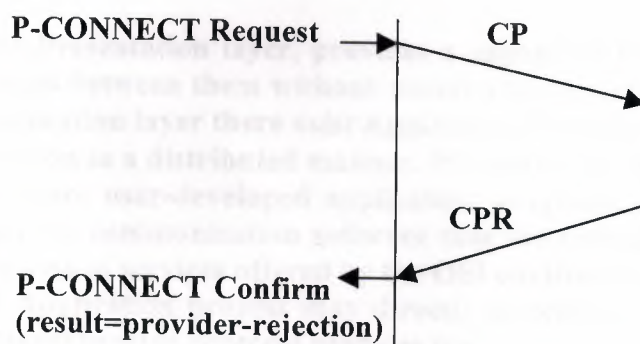 P-CONNECT Request
CP
CPR
P-CONNECT Confirm
(result=provider-rejection)